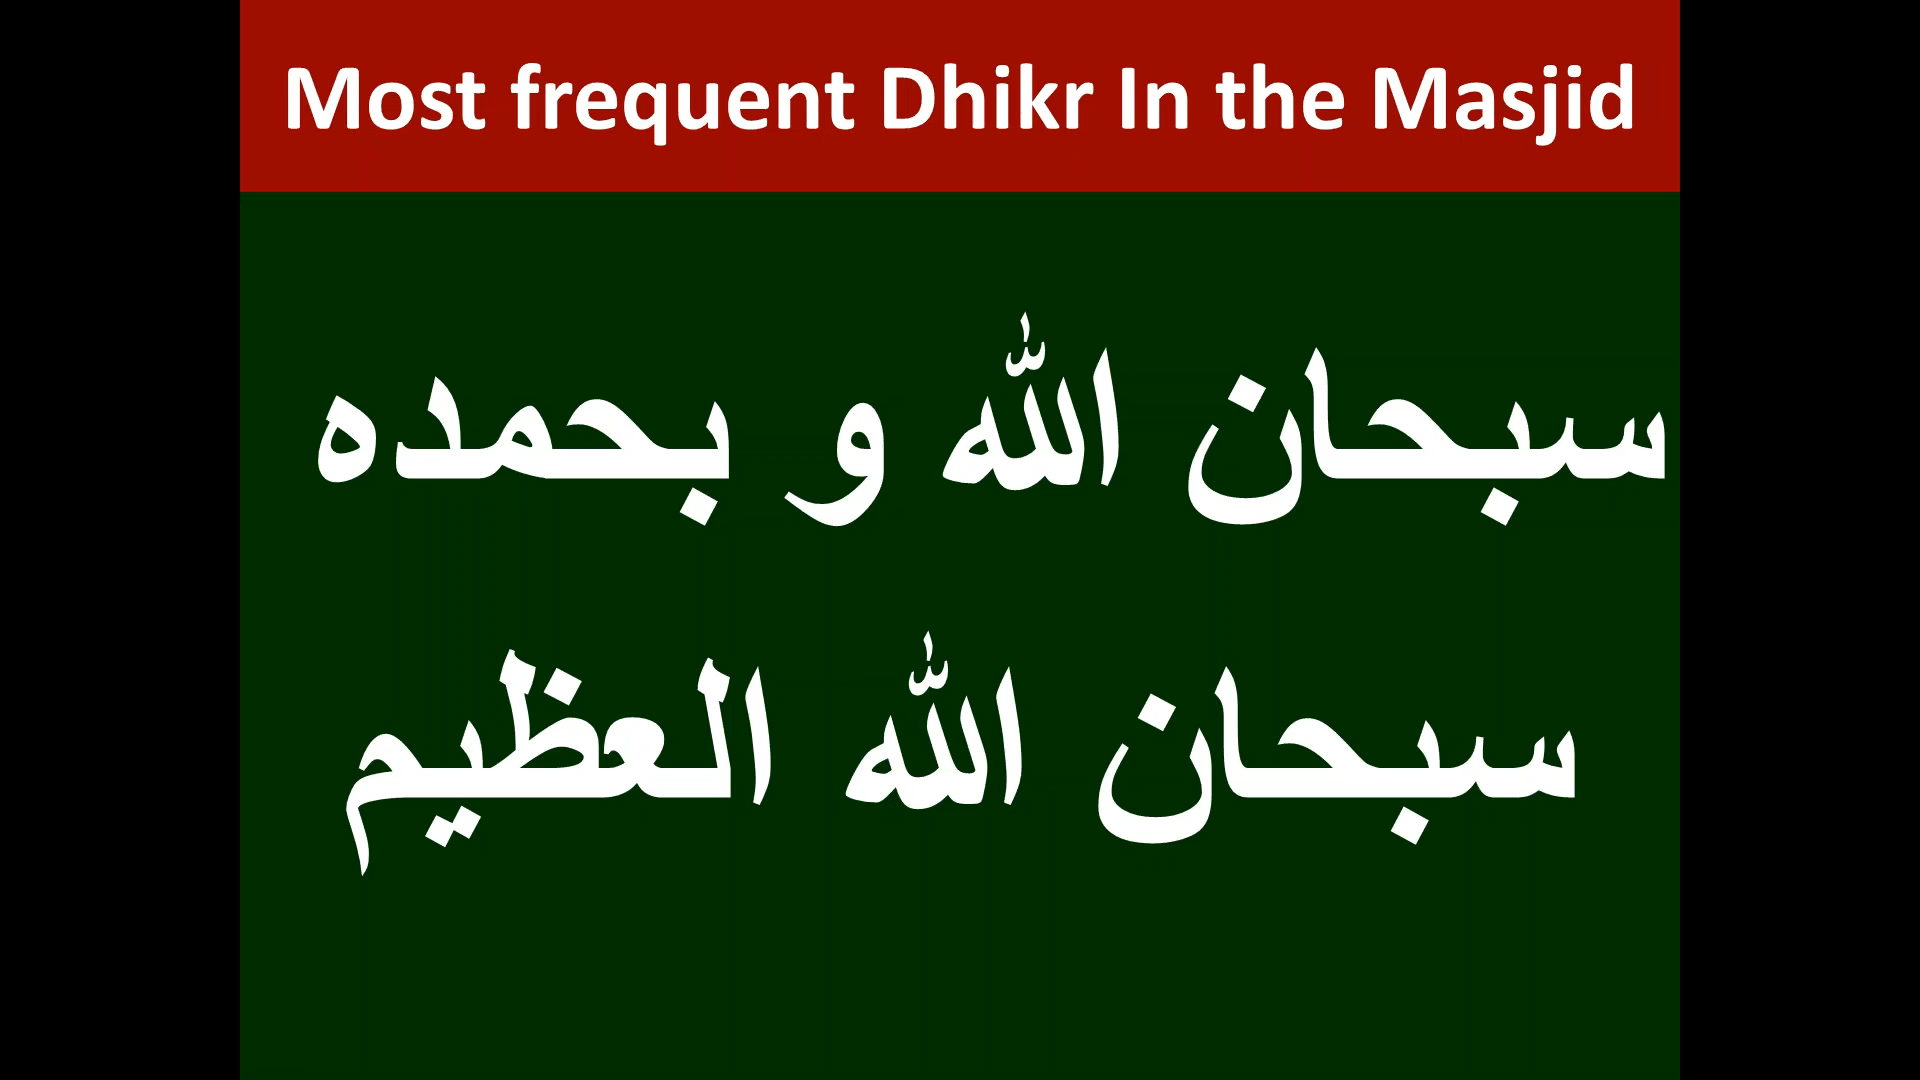 Most frequent Dhikr In the Masjid
سبحان الله و بحمده
سبحان الله العظيم